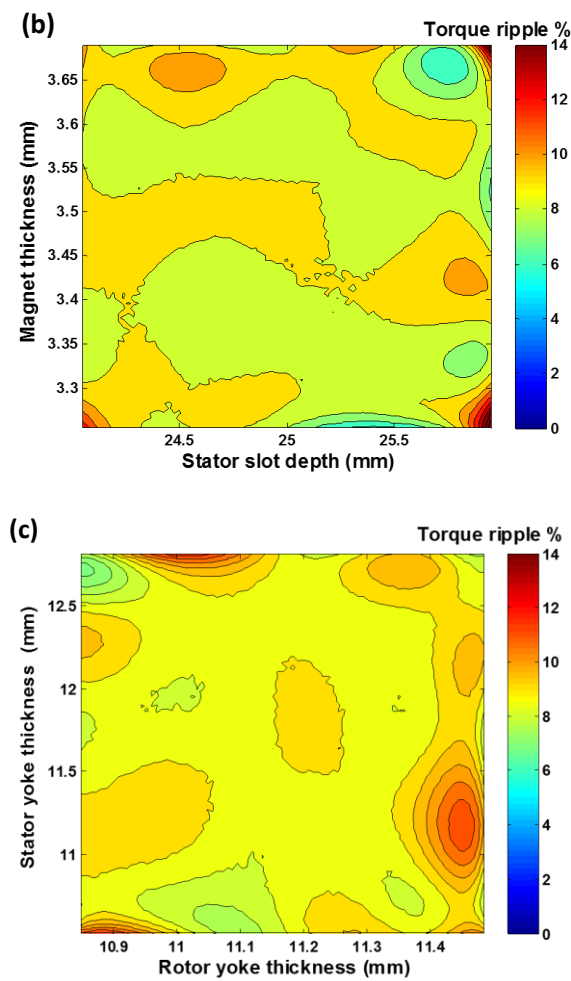 (b)
Torque ripple %
3.65
3.6
3.55
3.5
3.45
3.4
3.35
3.3
Magnet thickness (mm)
24.5 25 25.5
Stator slot depth (mm)
14
12
10
8
6
4
2
0
(c)
Torque ripple %
12.5
12
11.5
11
Stator yoke thickness (mm)
10.9 11 11.1 11.2 11.3 11.4
Rotor yoke thickness (mm)
14
12
10
8
6
4
2
0